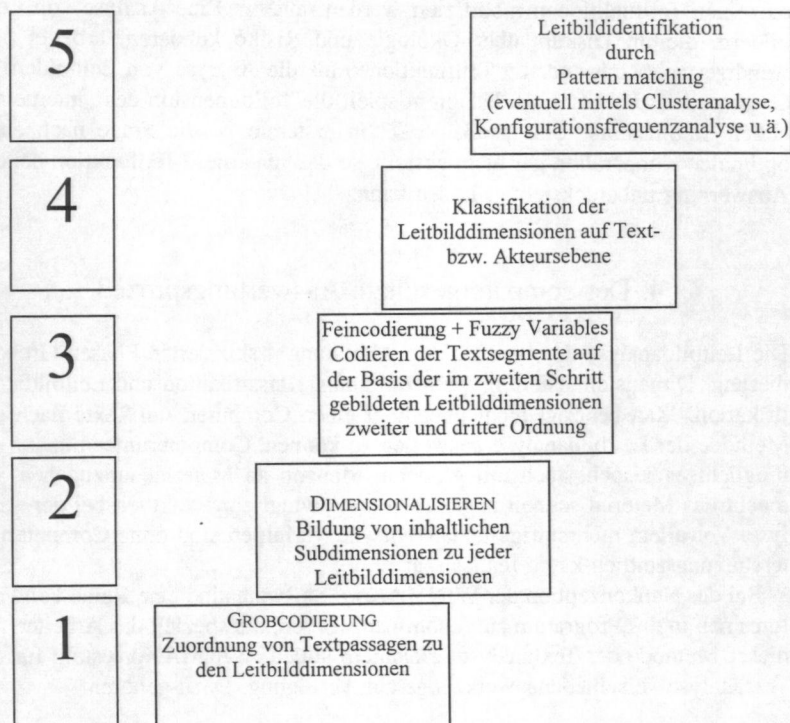 5
Leitbildidentifikation
durch
Patternmatching
(eventuell mittels Clusteranalyse,
Konfigurationsfrequenzanalyse u.ä.)
4
Klassifikation der
Leitbilddimensionen auf Text-
bzw. Akteursebene
3
Feincodierung + Fuzzy Variables
Codieren der Textsegmente auf
der Basis der im zweiten Schritt
gebildeten Leitbilddimensionen
zweiter und dritter Ordnung
2
DIMENSIONALISIEREN
Bildung von inhaltlichen
Subdimensionen zu jeder
Leitbilddimensionen
1
GROBCODIERUNG
Zuordnung von Textpassagen zu
den Leitbilddimensionen